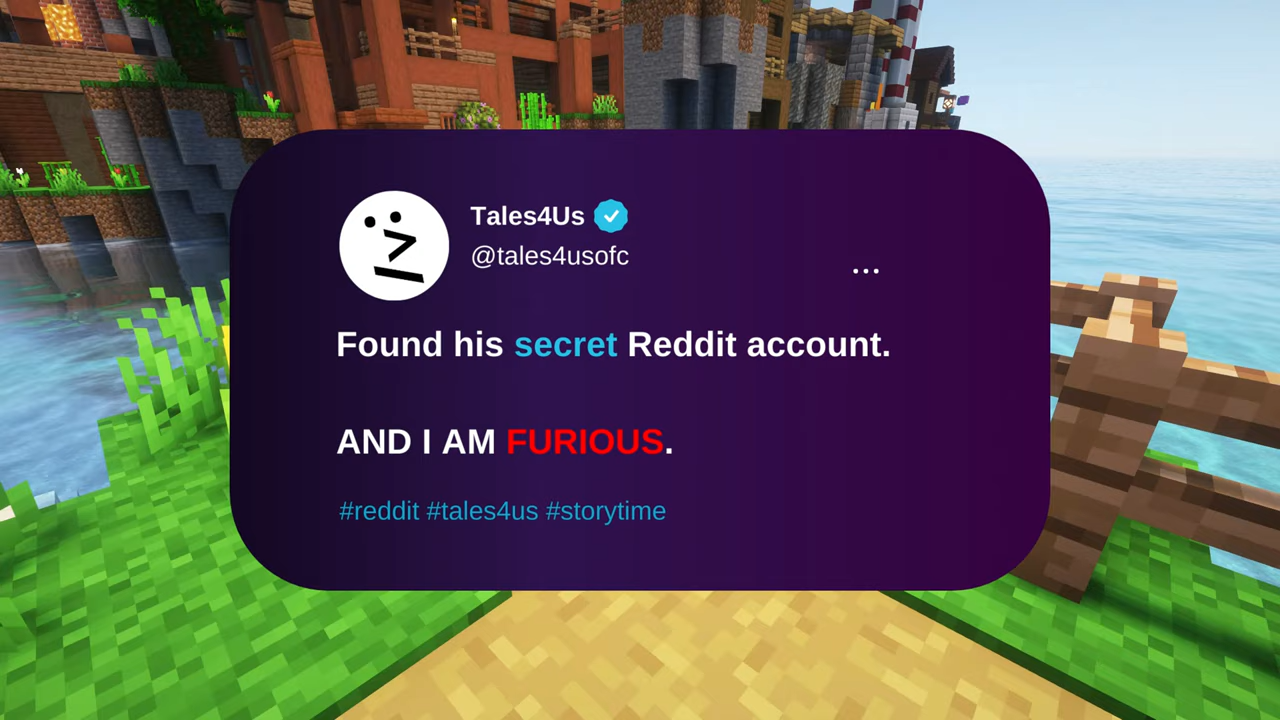 Tales4Us
@tales4usofc
...
Found his secret Reddit account.
AND I AM FURIOUS.
#reddit #tales4us #storytime